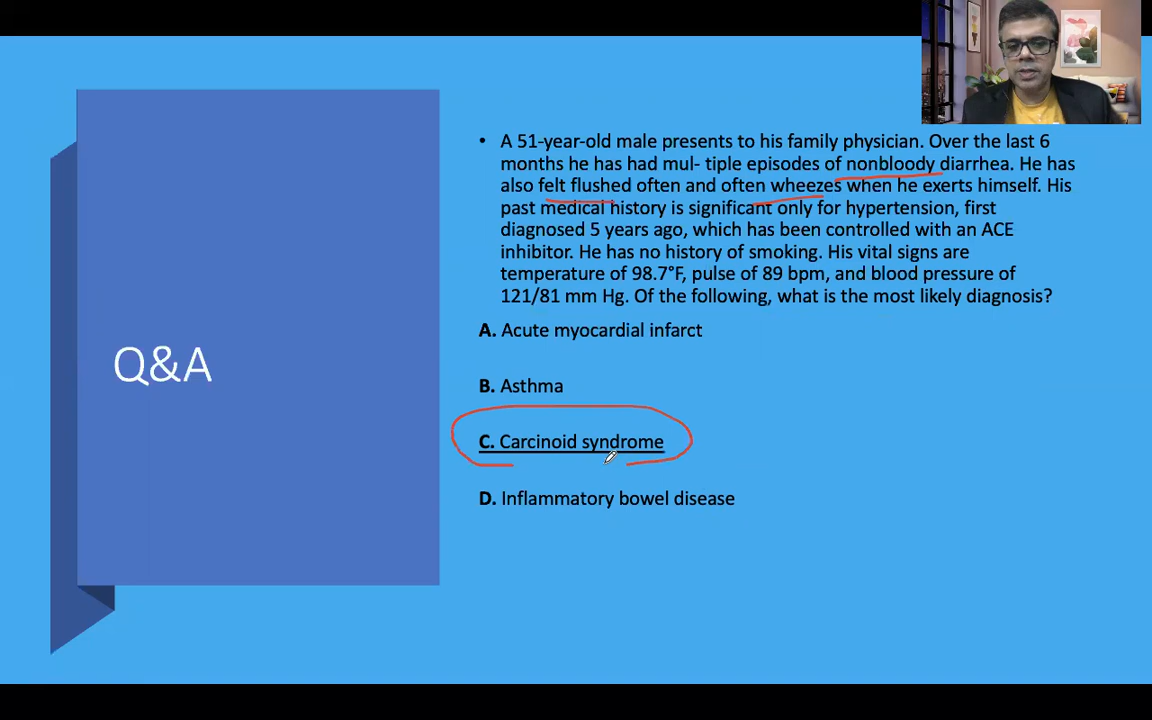 Q&A
• A 51-year-old male presents to his family physician. Over the last 6
months he has had mul- tiple episodes of nonbloody diarrhea. He has
also felt flushed often and often wheezes when he exerts himself. His
past medical history is significant only for hypertension, first
diagnosed 5 years ago, which has been controlled with an ACE
inhibitor. He has no history of smoking. His vital signs are
temperature of 98.7°F, pulse of 89 bpm, and blood pressure of
121/81 mm Hg. Of the following, what is the most likely diagnosis?
A. Acute myocardial infarct
B. Asthma
C. Carcinoid syndrome
D. Inflammatory bowel disease